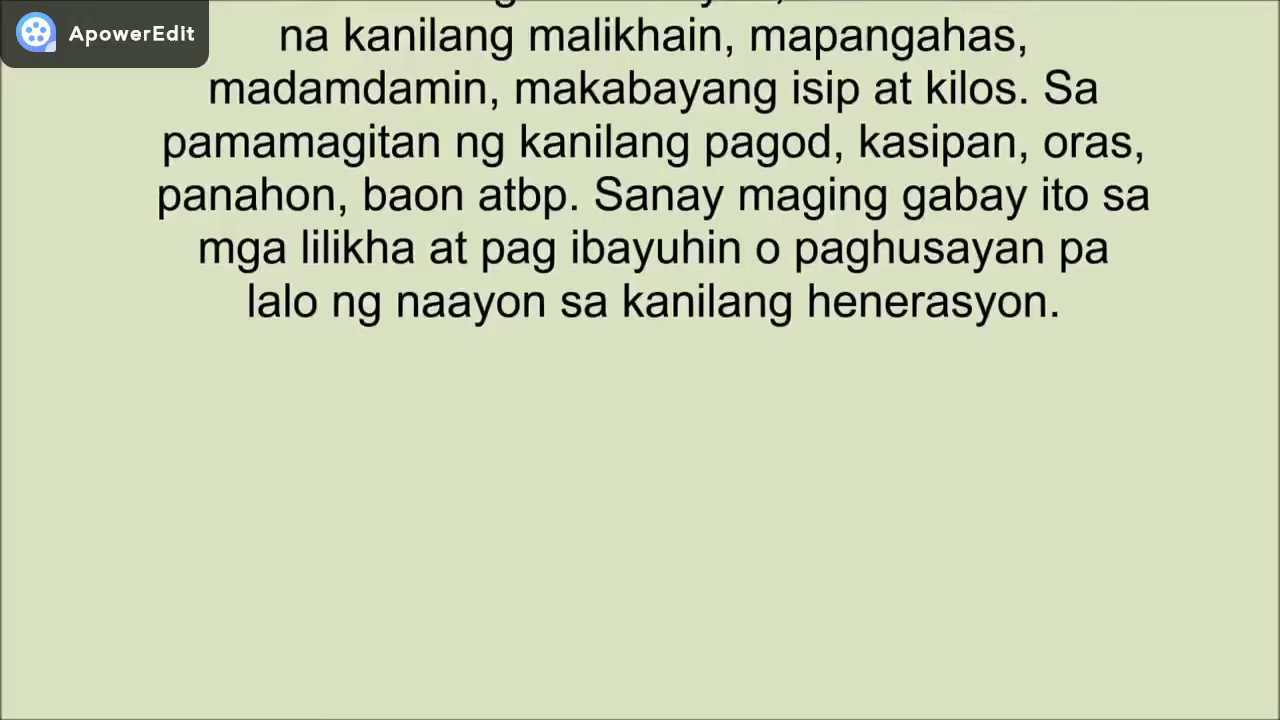 ApowerEdit
na kanilang malikhain, mapangahas,
madamdamin, makabayang isip at kilos. Sa
pamamagitan ng kanilang pagod, kasipan, oras,
panahon, baon atbp. Sanay maging gabay ito sa
mga lilikha at pag ibayuhin o paghusayan pa
lalo ng naayon sa kanilang henerasyon.